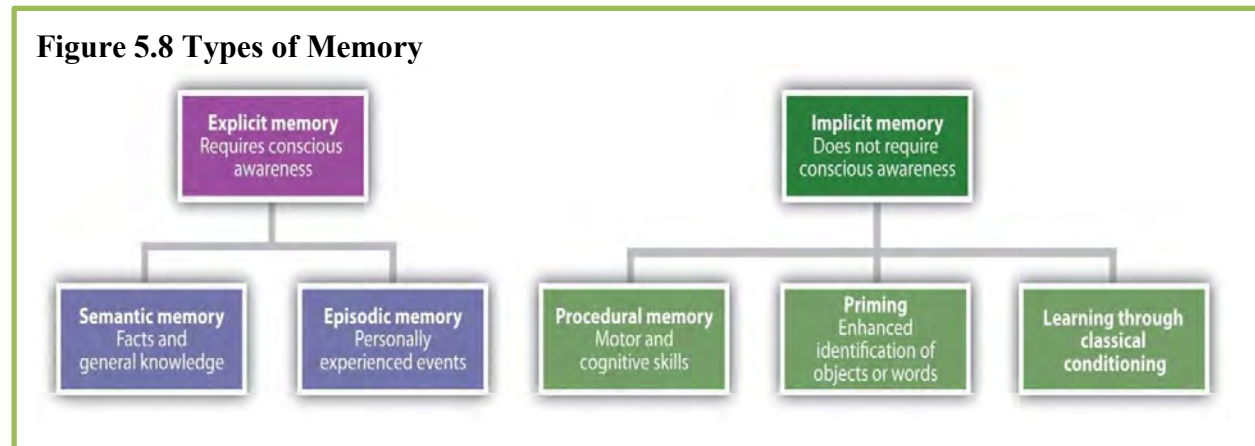 Figure 5.8 Types of Memory
Explicit memory
Requires conscious
awareness
Implicit memory
Does not require
conscious awareness
Semantic memory
Facts and
general knowledge
Episodic memory
Personally
experienced events
Procedural memory
Motor and
cognitive skills
Priming
Enhanced
identification of
objects or words
Learning through
classical
conditioning